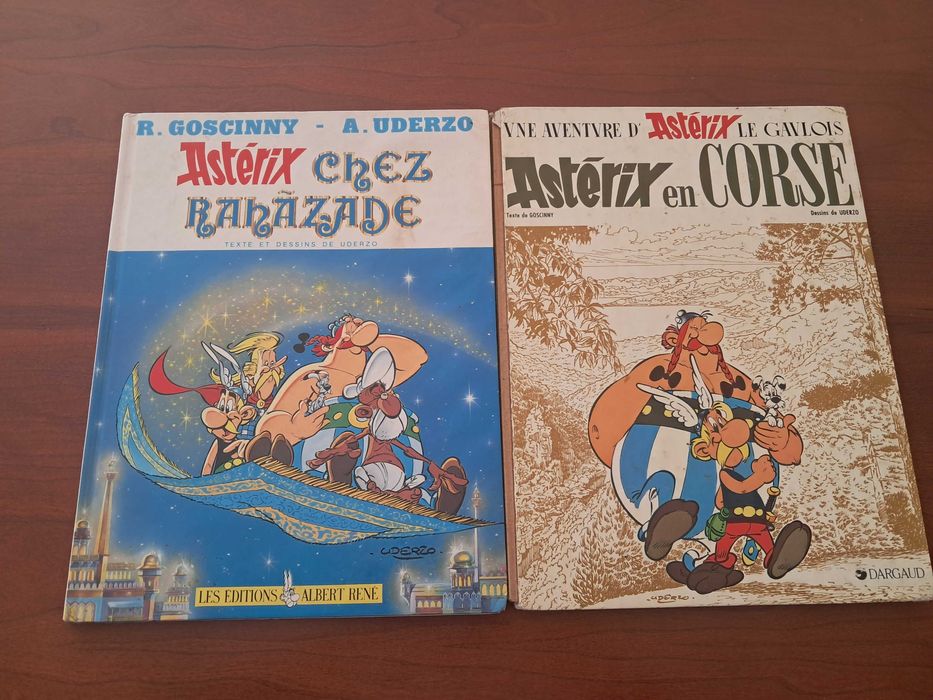 R. GOSCINNY - A. UDERZO
Astérix chez
RAHÀZADE
TEXTE ET DESSINS DE UDERZO
. UDERZO .
LES EDITIONS ALBERT RENÉ
VNE AVENTVRE D'Astérix LE GAVLOIS
Astérix en CORSE
Texte de GOSCINNY
Dessins de UDERZO
UDERZO
DARGAUD